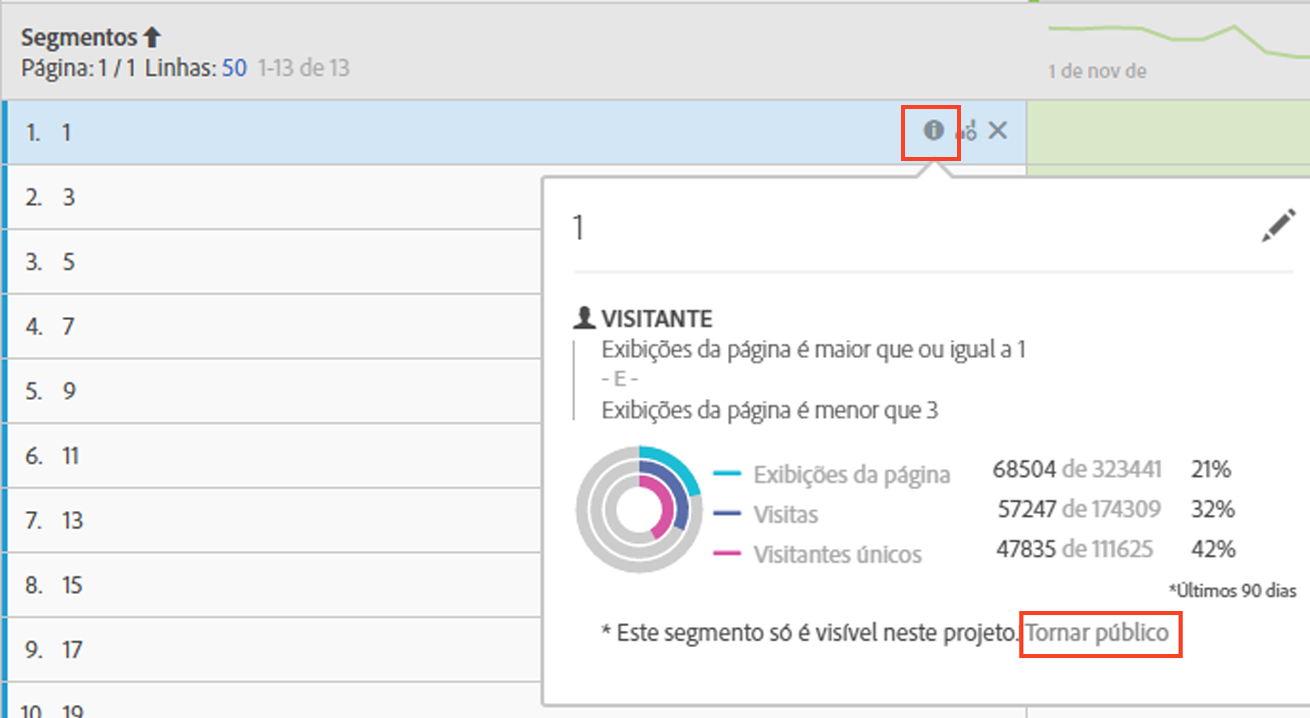 Segmentos
Página: 1 / 1 Linhas: 50 1-13 de 13
1 de nov de
1. 1
2. 3
3. 5
4. 7
5. 9
6. 11
7. 13
8. 15
9. 17
10. 19
1
VISITANTE
Exibições da página é maior que ou igual a 1
- E -
Exibições da página é menor que 3
Exibições da página 68504 de 323441 21%
Visitas 57247 de 174309 32%
Visitantes únicos 47835 de 111625 42%
*Últimos 90 dias
* Este segmento só é visível neste projeto. Tornar público